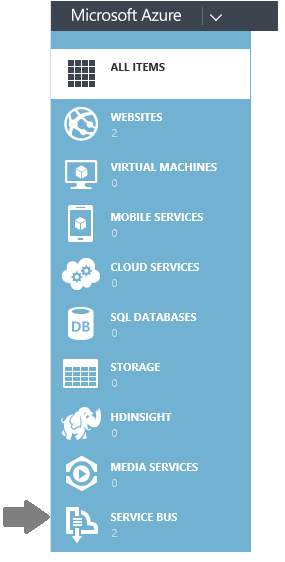 Microsoft Azure
ALL ITEMS
WEBSITES
2
VIRTUAL MACHINES
0
MOBILE SERVICES
0
CLOUD SERVICES
0
SQL DATABASES
0
DB
STORAGE
0
HDINSIGHT
0
MEDIA SERVICES
0
SERVICE BUS
2